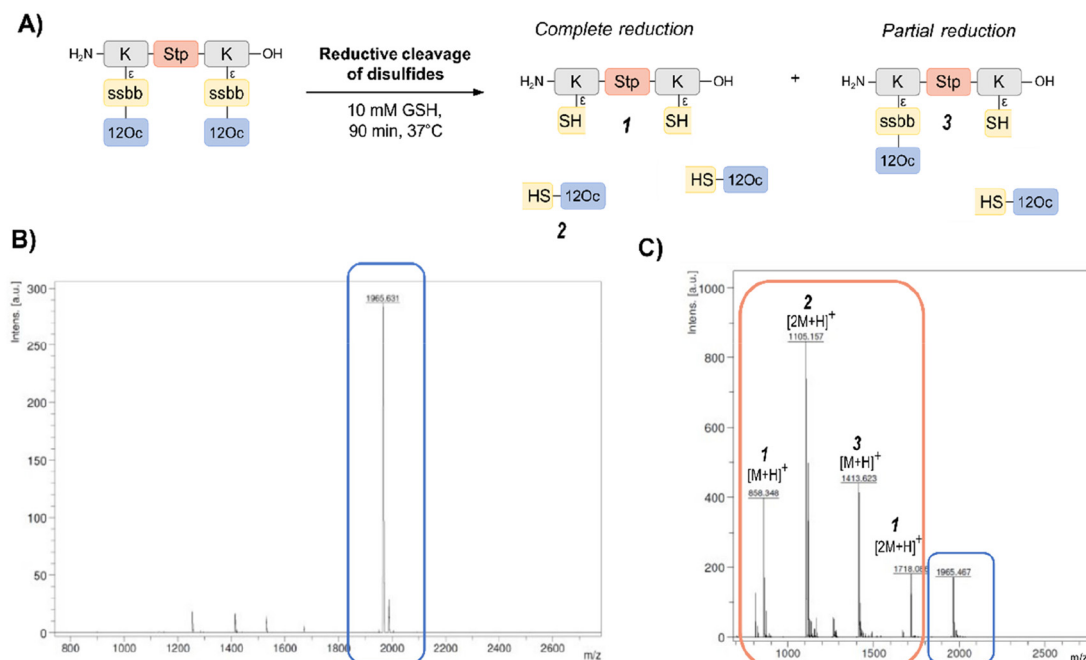 A)
Complete reduction
Partial reduction
H₂N K Stp K OH
ε ε
ssbb ssbb
12Oc 12Oc
Reductive cleavage
of disulfides
10 mM GSH,
90 min, 37°C
H₂N K Stp K OH
ε ε
SH 1 SH
HS 12Oc
2
HS 12Oc
+
H₂N K Stp K OH
ε ε
ssbb 3 SH
12Oc
HS 12Oc
B)
Intens. [a.u.]
300
250
200
150
100
50
0
1965.631
800 1000 1200 1400 1600 1800 2000 2200 2400 2600 m/z
C)
Intens. [a.u.]
1000
800
600
400
200
0
2
[2M+H]⁺
1105.157
1
[M+H]⁺
858.348
3
[M+H]⁺
1413.623
1
[2M+H]⁺
1965.467
1000 1500 2000 2500 m/z